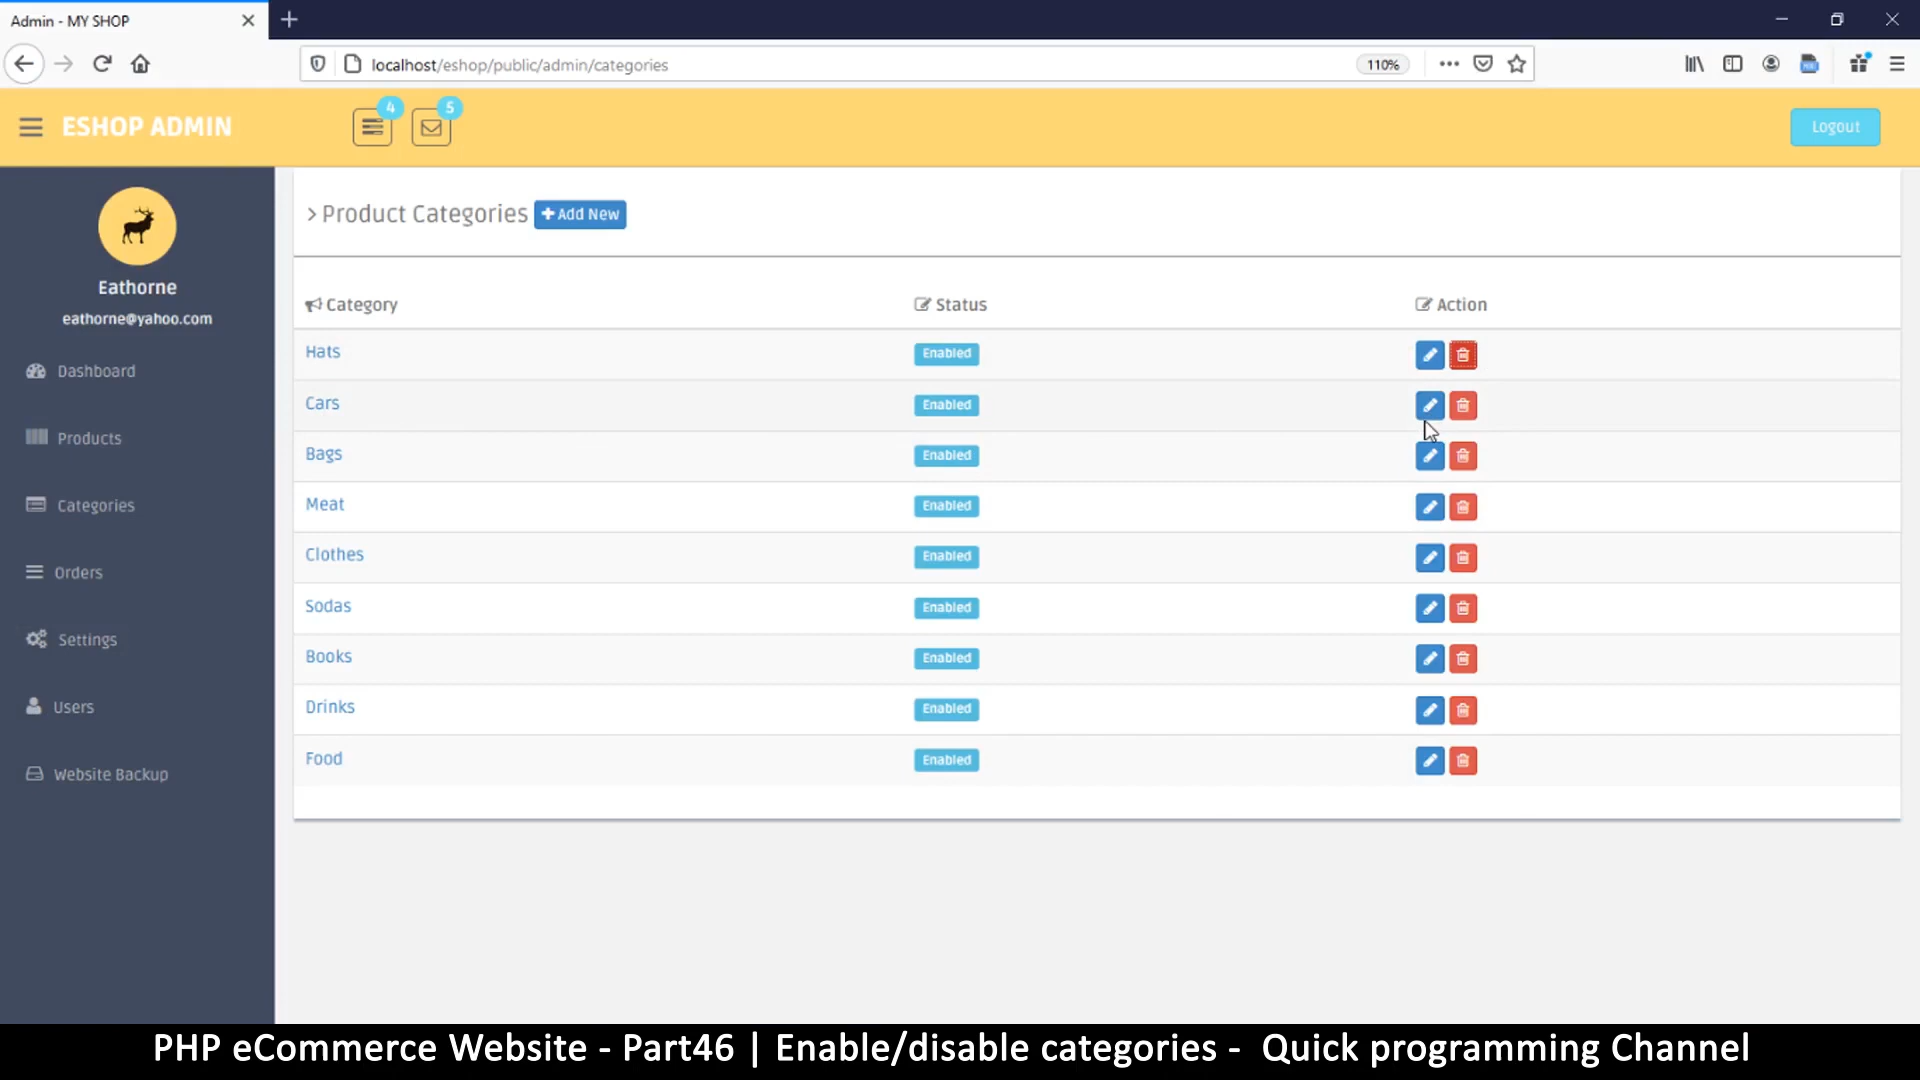 Admin - MY SHOP
localhost/eshop/public/admin/categories
110%
ESHOP ADMIN
4
5
Logout
Eathorne
eathorne@yahoo.com
Dashboard
Products
Categories
Orders
Settings
Users
Website Backup
> Product Categories + Add New
Category Status Action
Hats Enabled
Cars Enabled
Bags Enabled
Meat Enabled
Clothes Enabled
Sodas Enabled
Books Enabled
Drinks Enabled
Food Enabled
PHP eCommerce Website - Part46 | Enable/disable categories - Quick programming Channel